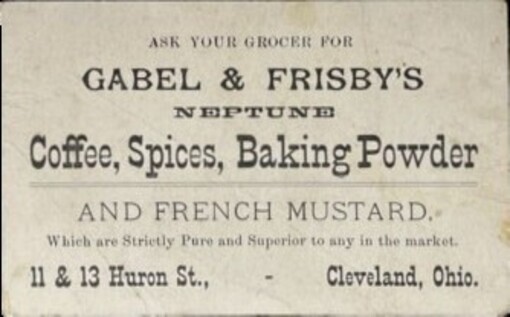 ASK YOUR GROCER FOR
GABEL & FRISBY'S
NEPTUNE
Coffee, Spices, Baking Powder
AND FRENCH MUSTARD,
Which are Strictly Pure and Superior to any in the market.
11 & 13 Huron St., - Cleveland, Ohio.